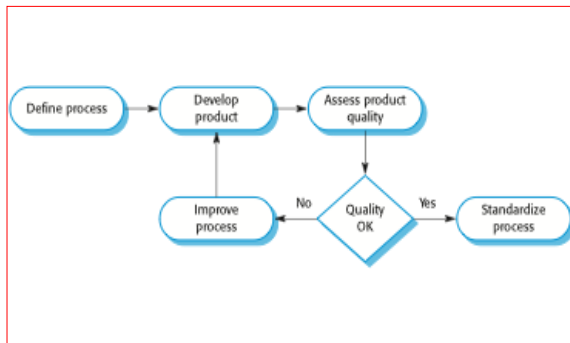 Define process
Develop
product
Assess product
quality
Improve
process
No
Quality
OK
Yes
Standardize
process